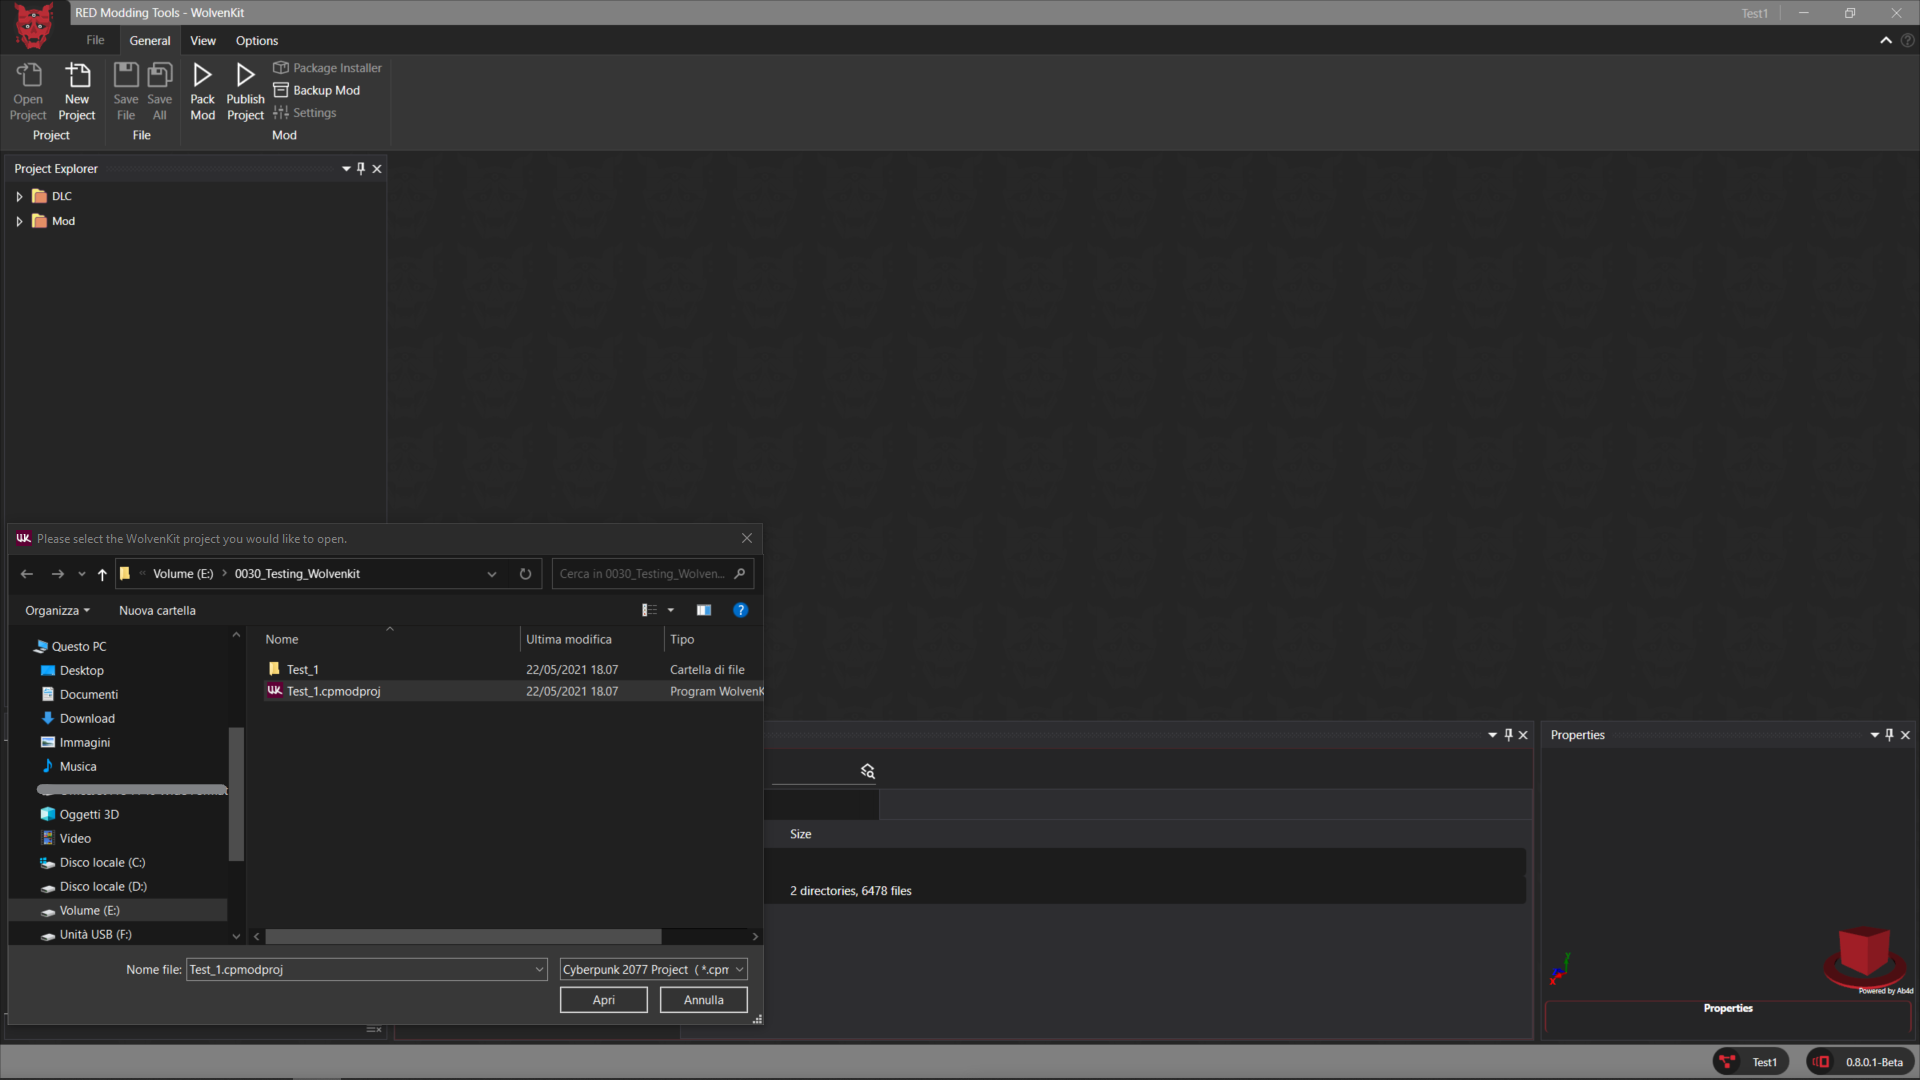 RED Modding Tools - WolvenKit
Test1
File
General
View
Options
Open
Project
New
Project
Save
File
Save
All
Pack
Mod
Publish
Project
Package Installer
Backup Mod
Settings
Project
File
Mod
Project Explorer
DLC
Mod
Please select the WolvenKit project you would like to open.
Volume (E:)
0030_Testing_Wolvenkit
Cerca in 0030_Testing_Wolven...
Organizza
Nuova cartella
Nome
Ultima modifica
Tipo
Questo PC
Desktop
Documenti
Download
Immagini
Musica
Oggetti 3D
Video
Disco locale (C:)
Disco locale (D:)
Volume (E:)
Unità USB (F:)
Test_1
22/05/2021 18.07
Cartella di file
Test_1.cpmodproj
22/05/2021 18.07
Program WolvenK
Nome file:
Test_1.cpmodproj
Cyberpunk 2077 Project ( *.cpm
Apri
Annulla
Size
2 directories, 6478 files
Properties
Powered by Ab4d
Properties
Test1
0.8.0.1-Beta